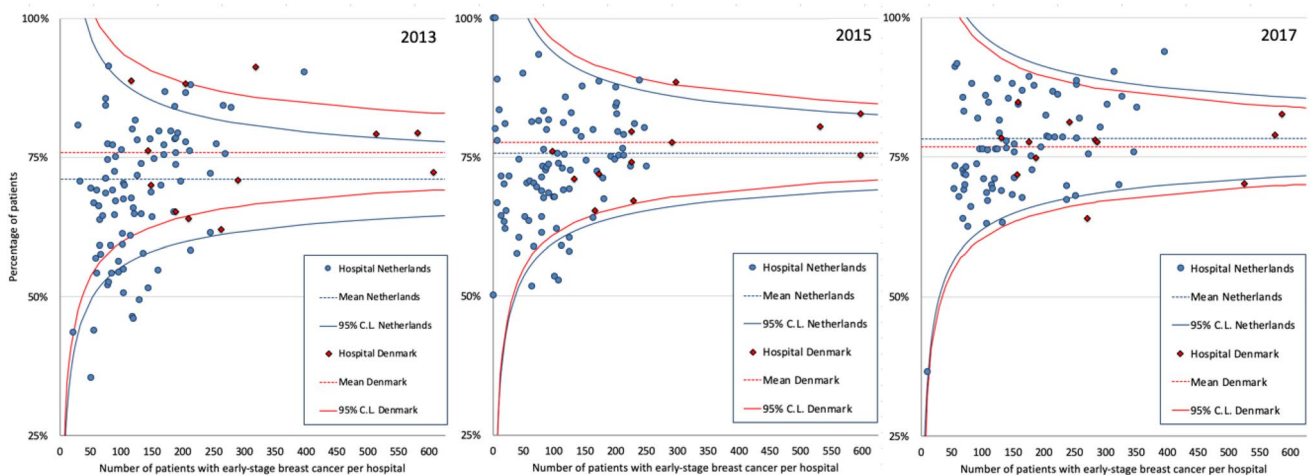 2013
100%
75%
50%
25%
Percentage of patients
Hospital Netherlands
Mean Netherlands
95% C.L. Netherlands
Hospital Denmark
Mean Denmark
95% C.L. Denmark
0 50 100 150 200 250 300 350 400 450 500 550 600
Number of patients with early-stage breast cancer per hospital
2015
100%
75%
50%
25%
Hospital Netherlands
Mean Netherlands
95% C.L. Netherlands
Hospital Denmark
Mean Denmark
95% C.L. Denmark
0 50 100 150 200 250 300 350 400 450 500 550 600
Number of patients with early-stage breast cancer per hospital
2017
100%
75%
50%
25%
Hospital Netherlands
Mean Netherlands
95% C.L. Netherlands
Hospital Denmark
Mean Denmark
95% C.L. Denmark
0 50 100 150 200 250 300 350 400 450 500 550 600
Number of patients with early-stage breast cancer per hospital